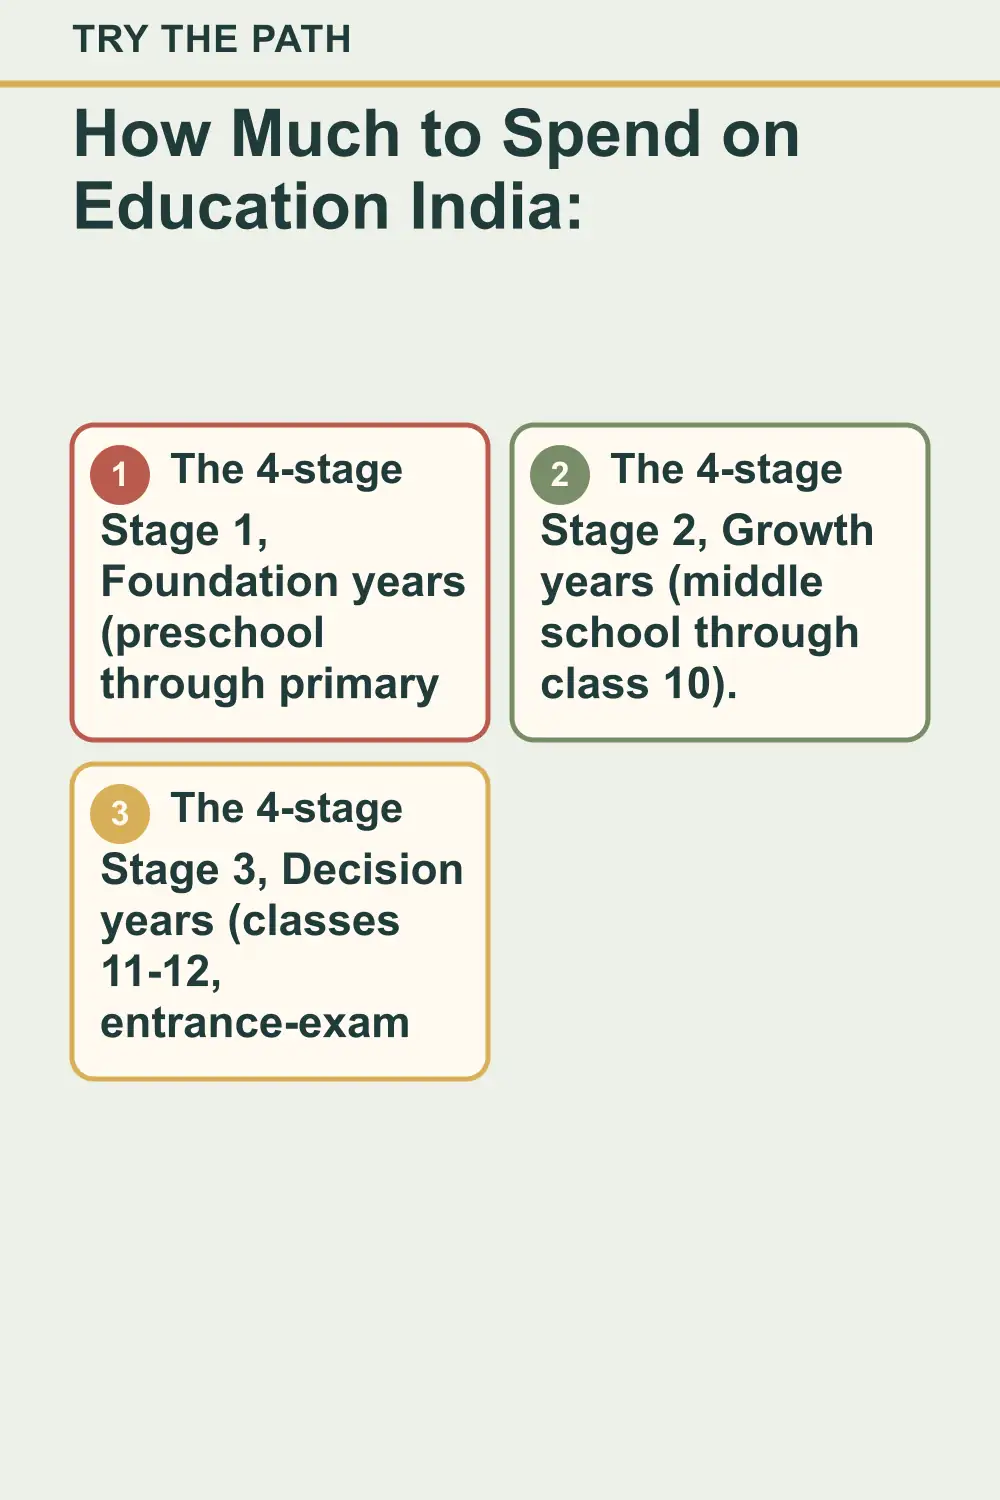 TRY THE PATH
How Much to Spend on
Education India:
1 The 4-stage
Stage 1,
Foundation years
(preschool
through primary
2 The 4-stage
Stage 2, Growth
years (middle
school through
class 10).
3 The 4-stage
Stage 3, Decision
years (classes
11-12,
entrance-exam